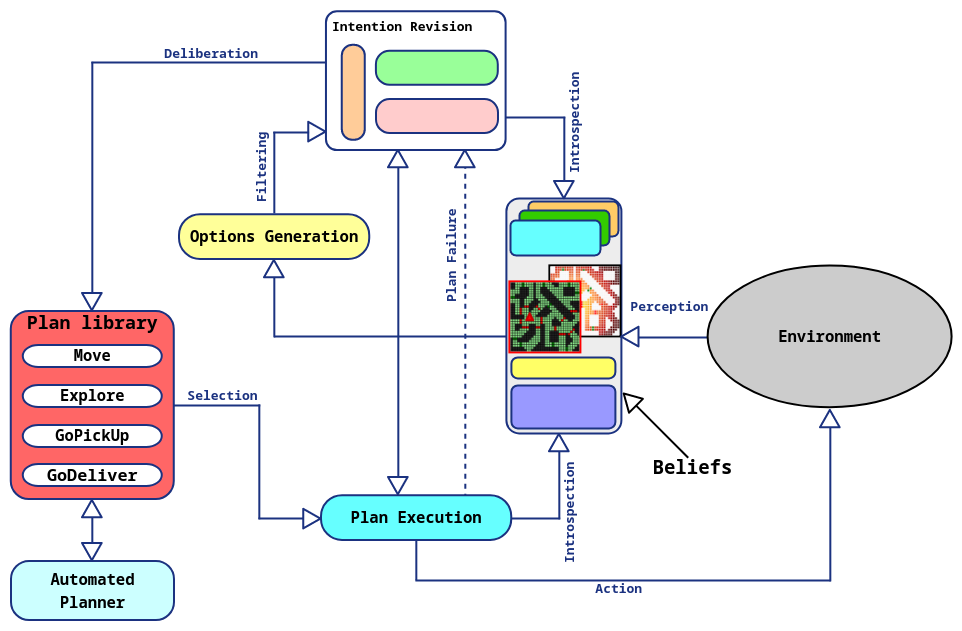 Intention Revision
Deliberation
Introspection
Filtering
Plan Failure
Options Generation
Perception
Environment
Plan library
Move
Explore
GoPickUp
GoDeliver
Selection
Beliefs
Plan Execution
Introspection
Automated
Planner
Action